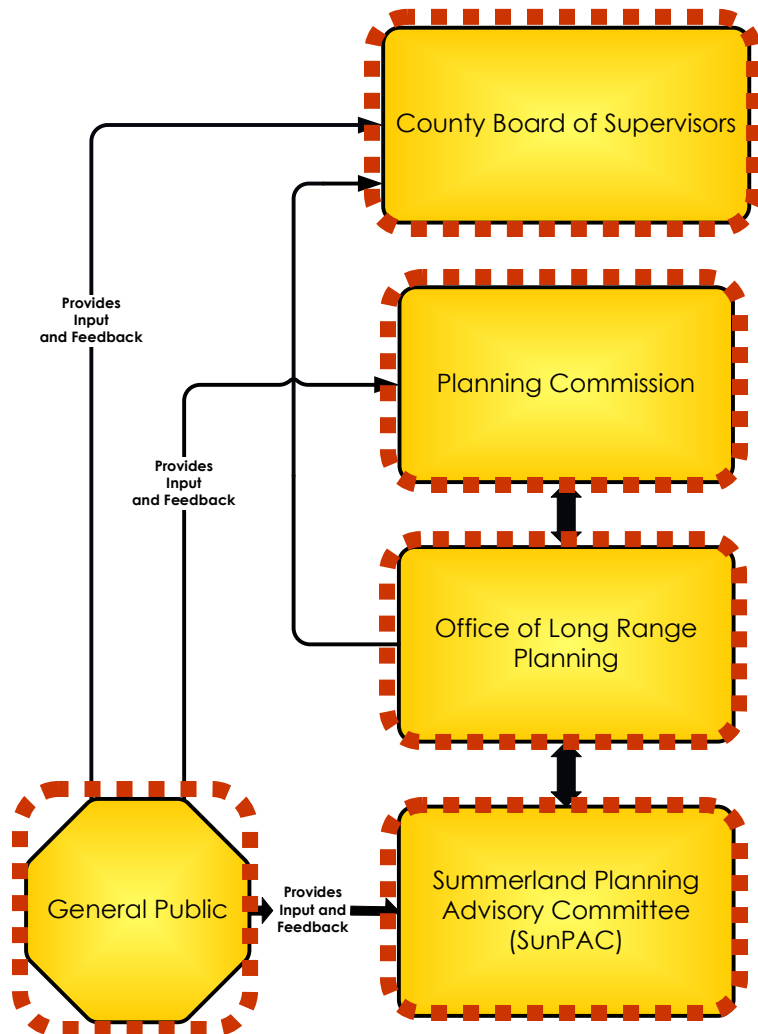 County Board of Supervisors
Provides
Input
and Feedback
Planning Commission
Provides
Input
and Feedback
Office of Long Range
Planning
General Public
Provides
Input and
Feedback
Summerland Planning
Advisory Committee
(SunPAC)